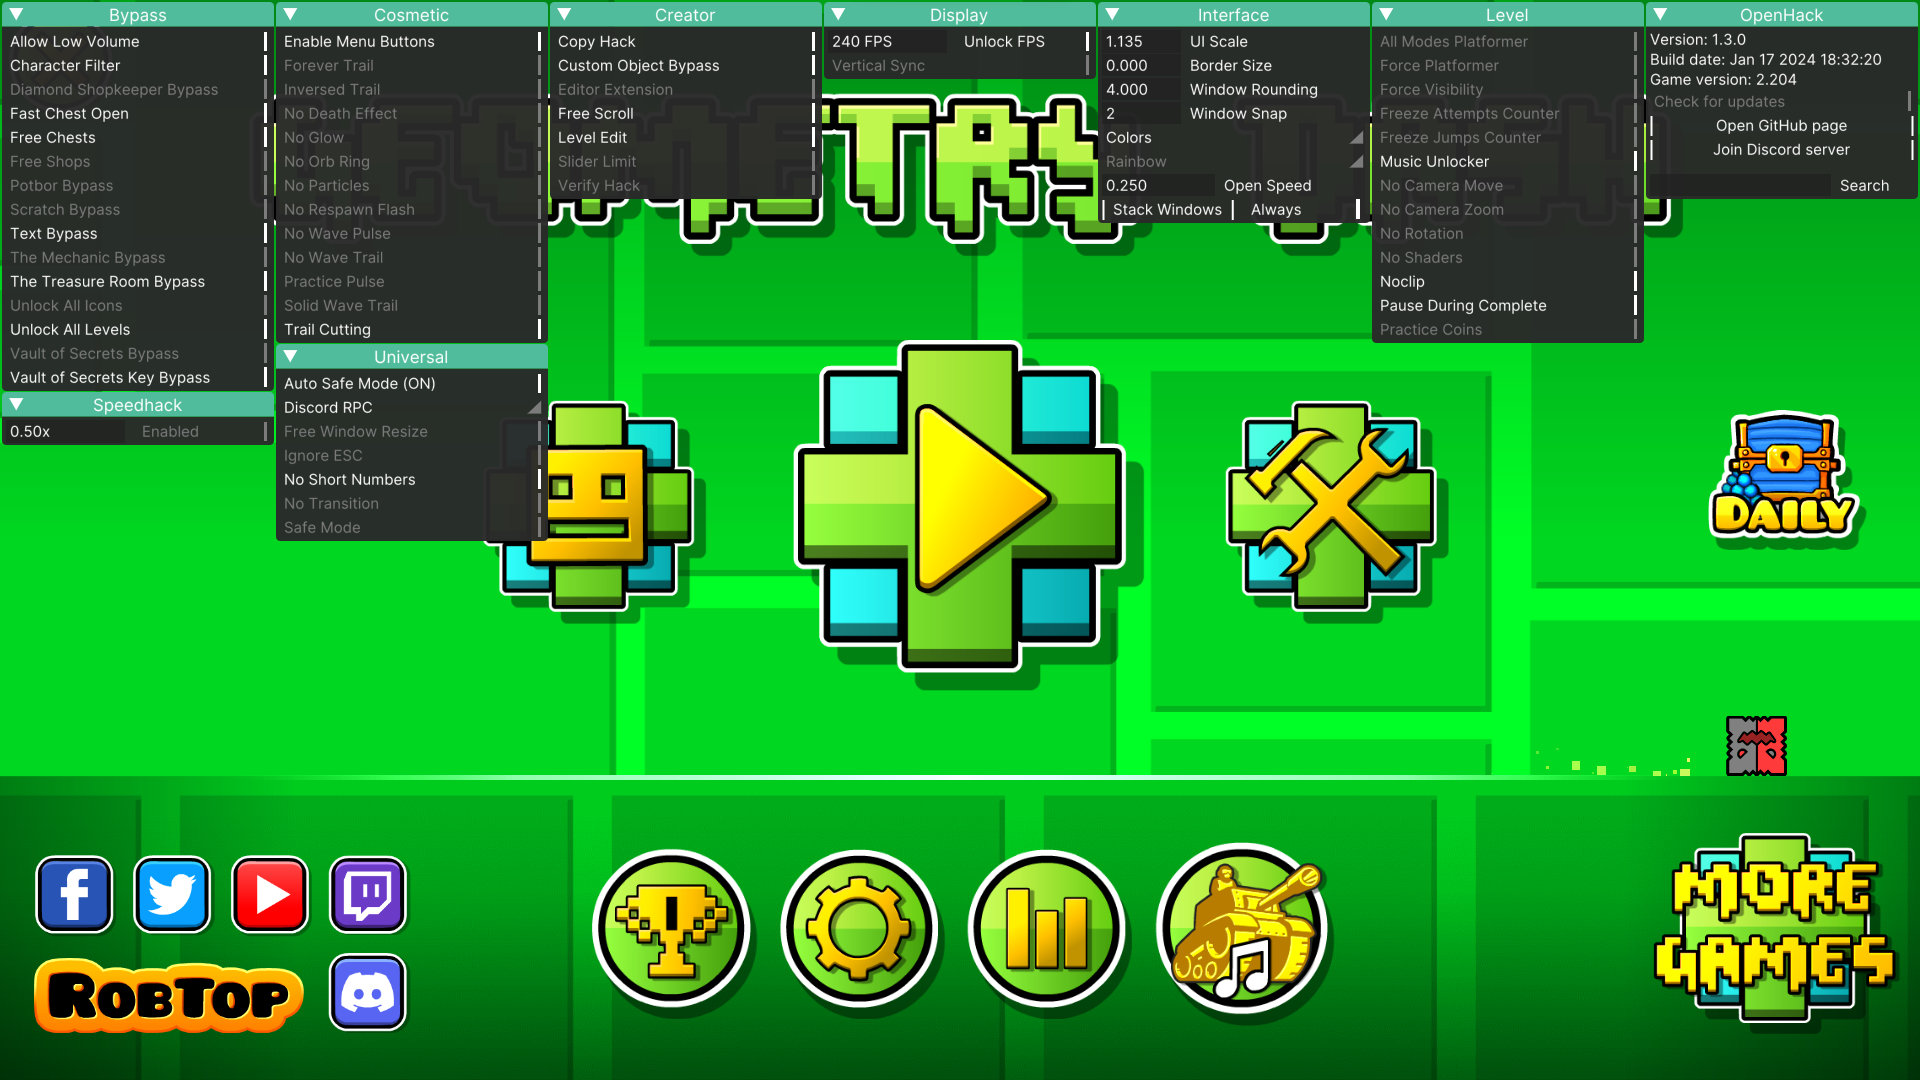 Bypass
Allow Low Volume
Character Filter
Diamond Shopkeeper Bypass
Fast Chest Open
Free Chests
Free Shops
Potbor Bypass
Scratch Bypass
Text Bypass
The Mechanic Bypass
The Treasure Room Bypass
Unlock All Icons
Unlock All Levels
Vault of Secrets Bypass
Vault of Secrets Key Bypass
Speedhack
0.50x Enabled
Cosmetic
Enable Menu Buttons
Forever Trail
Inversed Trail
No Death Effect
No Glow
No Orb Ring
No Particles
No Respawn Flash
No Wave Pulse
No Wave Trail
Practice Pulse
Solid Wave Trail
Trail Cutting
Universal
Auto Safe Mode (ON)
Discord RPC
Free Window Resize
Ignore ESC
No Short Numbers
No Transition
Safe Mode
Creator
Copy Hack
Custom Object Bypass
Editor Extension
Free Scroll
Level Edit
Slider Limit
Verify Hack
Display
240 FPS Unlock FPS
Vertical Sync
Interface
1.135 UI Scale
0.000 Border Size
4.000 Window Rounding
2 Window Snap
Colors
Rainbow
0.250 Open Speed
Stack Windows Always
Level
All Modes Platformer
Force Platformer
Force Visibility
Freeze Attempts Counter
Freeze Jumps Counter
Music Unlocker
No Camera Move
No Camera Zoom
No Rotation
No Shaders
Noclip
Pause During Complete
Practice Coins
OpenHack
Version: 1.3.0
Build date: Jan 17 2024 18:32:20
Game version: 2.204
Check for updates
Open GitHub page
Join Discord server
Search
GEOMETRY DASH
DAILY
ROBTOP
MORE
GAMES